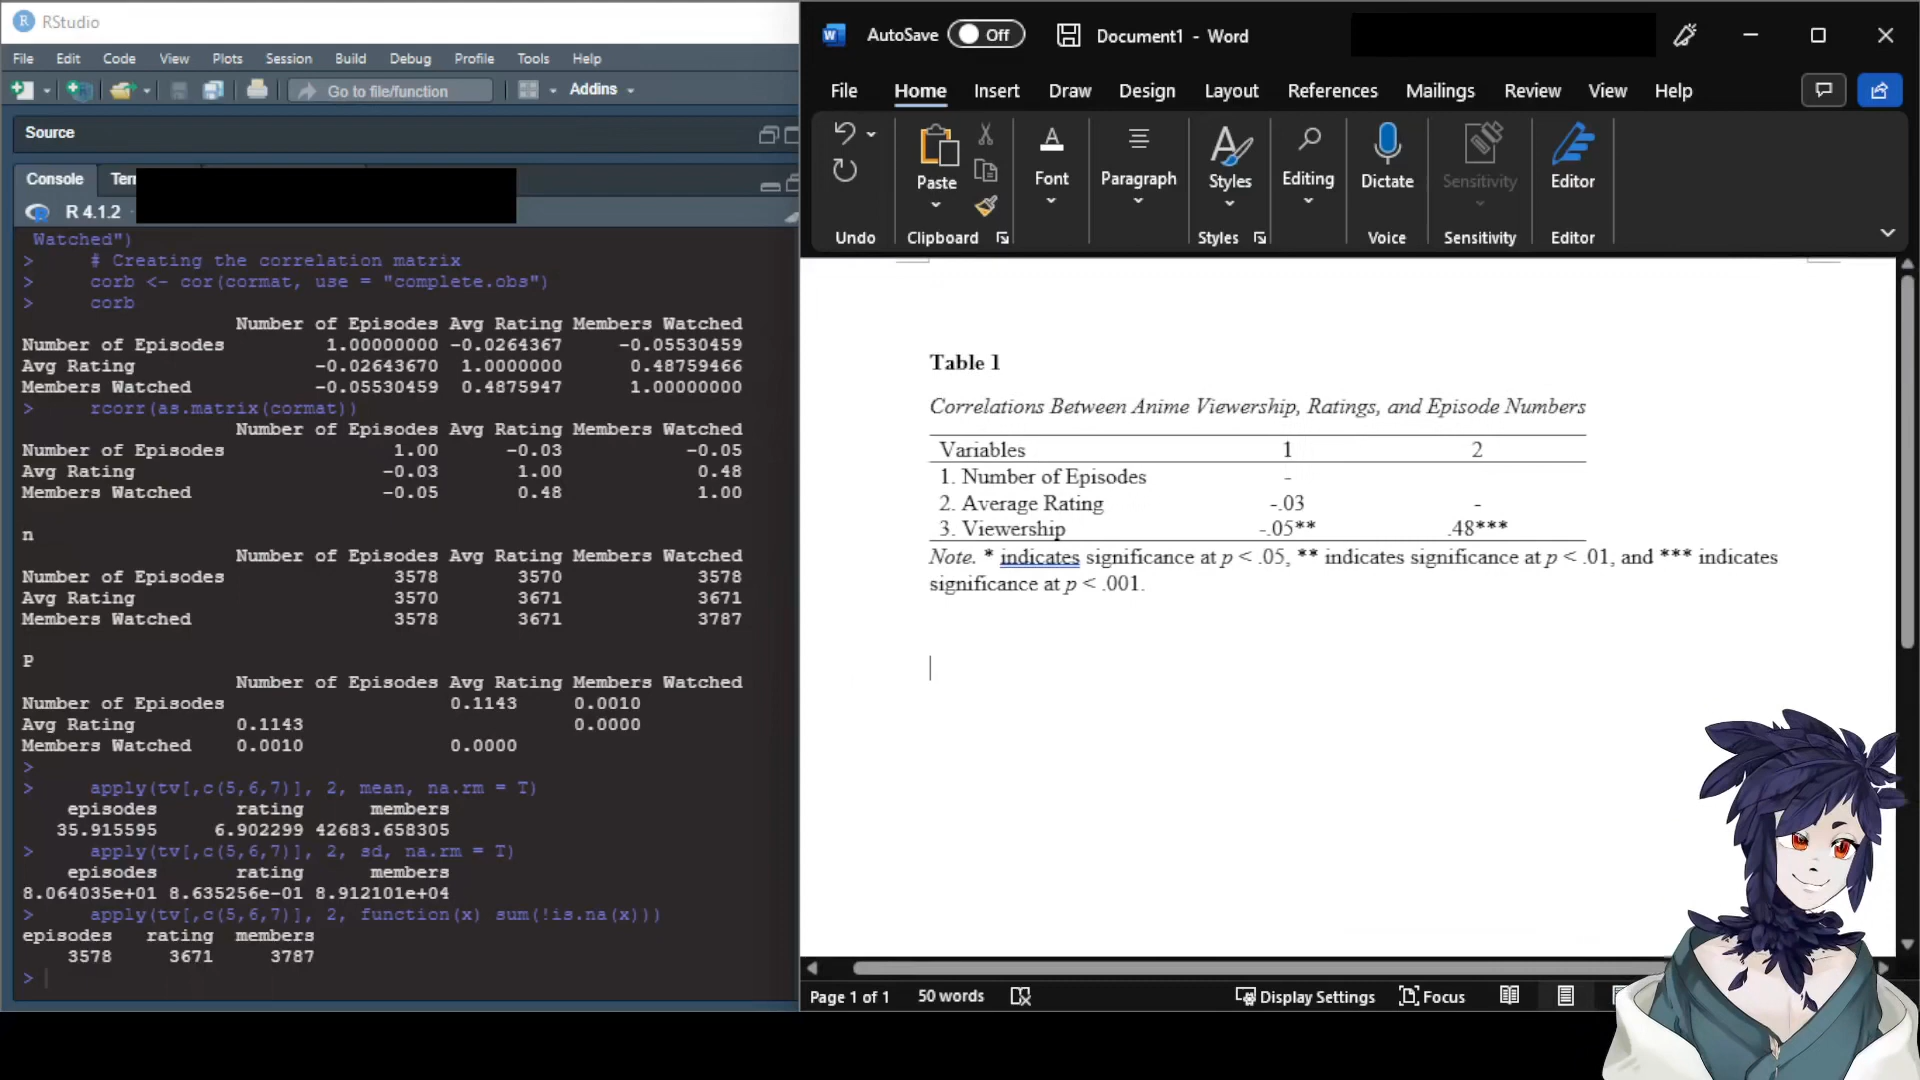 RStudio
File Edit Code View Plots Session Build Debug Profile Tools Help
Go to file/function Addins
Source
Console Ter
R 4.1.2
Watched")
> # Creating the correlation matrix
> corb <- cor(cormat, use = "complete.obs")
> corb
Number of Episodes Avg Rating Members Watched
Number of Episodes 1.00000000 -0.0264367 -0.05530459
Avg Rating -0.02643670 1.0000000 0.48759466
Members Watched -0.05530459 0.4875947 1.00000000
> rcorr(as.matrix(cormat))
Number of Episodes Avg Rating Members Watched
Number of Episodes 1.00 -0.03 -0.05
Avg Rating -0.03 1.00 0.48
Members Watched -0.05 0.48 1.00
n
Number of Episodes Avg Rating Members Watched
Number of Episodes 3578 3570 3578
Avg Rating 3570 3671 3671
Members Watched 3578 3671 3787
P
Number of Episodes Avg Rating Members Watched
Number of Episodes 0.1143 0.0010
Avg Rating 0.1143 0.0000
Members Watched 0.0010 0.0000
>
> apply(tv[,c(5,6,7)], 2, mean, na.rm = T)
episodes rating members
35.915595 6.902299 42683.658305
> apply(tv[,c(5,6,7)], 2, sd, na.rm = T)
episodes rating members
8.064035e+01 8.635256e-01 8.912101e+04
> apply(tv[,c(5,6,7)], 2, function(x) sum(!is.na(x)))
episodes rating members
3578 3671 3787
>
AutoSave Off Document1 - Word
File Home Insert Draw Design Layout References Mailings Review View Help
Paste Font Paragraph Styles Editing Dictate Sensitivity Editor
Undo Clipboard Styles Voice Sensitivity Editor
Table 1
Correlations Between Anime Viewership, Ratings, and Episode Numbers
Variables 1 2
1. Number of Episodes -
2. Average Rating -.03 -
3. Viewership -.05** .48***
Note. * indicates significance at p < .05, ** indicates significance at p < .01, and *** indicates
significance at p < .001.
Page 1 of 1 50 words Display Settings Focus